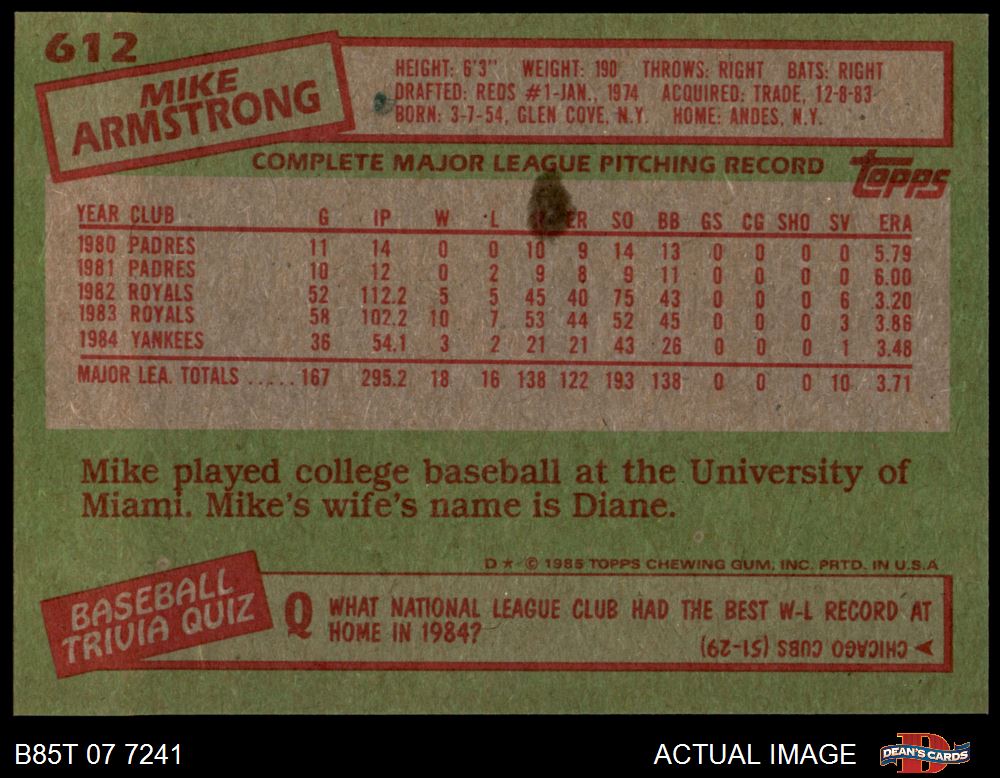 612
MIKE
ARMSTRONG
HEIGHT: 6'3" WEIGHT: 190 THROWS: RIGHT BATS: RIGHT
DRAFTED: REDS #1-JAN., 1974 ACQUIRED: TRADE, 12-8-83
BORN: 3-7-54, GLEN COVE, N.Y. HOME: ANDES, N.Y.
COMPLETE MAJOR LEAGUE PITCHING RECORD
topps
YEAR CLUB G IP W L ER SO BB GS CG SHO SV ERA
1980 PADRES 11 14 0 0 10 9 14 13 0 0 0 0 5.79
1981 PADRES 10 12 0 2 9 8 9 11 0 0 0 0 6.00
1982 ROYALS 52 112.2 5 5 45 40 75 43 0 0 0 6 3.20
1983 ROYALS 58 102.2 10 7 53 44 52 45 0 0 0 3 3.86
1984 YANKEES 36 54.1 3 2 21 21 43 26 0 0 0 1 3.48
MAJOR LEA. TOTALS ..... 167 295.2 18 16 138 122 193 138 0 0 0 10 3.71
Mike played college baseball at the University of
Miami. Mike's wife's name is Diane.
D* © 1985 TOPPS CHEWING GUM, INC. PRTD. IN U.S.A
BASEBALL
TRIVIA QUIZ
Q WHAT NATIONAL LEAGUE CLUB HAD THE BEST W-L RECORD AT
HOME IN 1984?
CHICAGO CUBS (51-29)
B85T 07 7241
ACTUAL IMAGE
DEAN'S CARDS